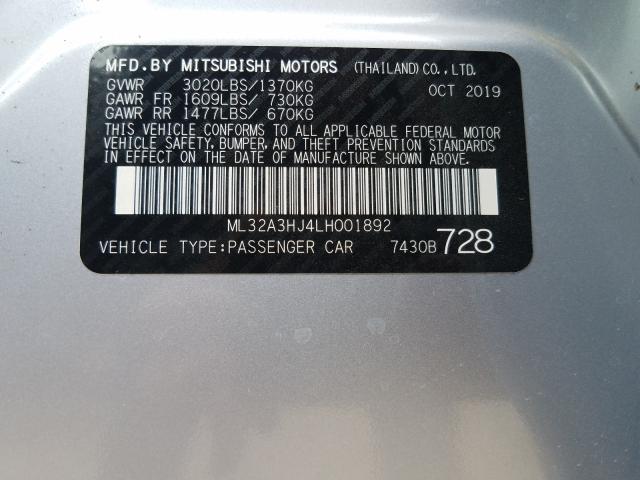 MFD.BY MITSUBISHI MOTORS (THAILAND)CO.,LTD.
GVWR 3020LBS/1370KG OCT 2019
GAWR FR 1609LBS/ 730KG
GAWR RR 1477LBS/ 670KG
THIS VEHICLE CONFORMS TO ALL APPLICABLE FEDERAL MOTOR
VEHICLE SAFETY, BUMPER, AND THEFT PREVENTION STANDARDS
IN EFFECT ON THE DATE OF MANUFACTURE SHOWN ABOVE.
ML32A3HJ4LH001892
VEHICLE TYPE:PASSENGER CAR 7430B 728